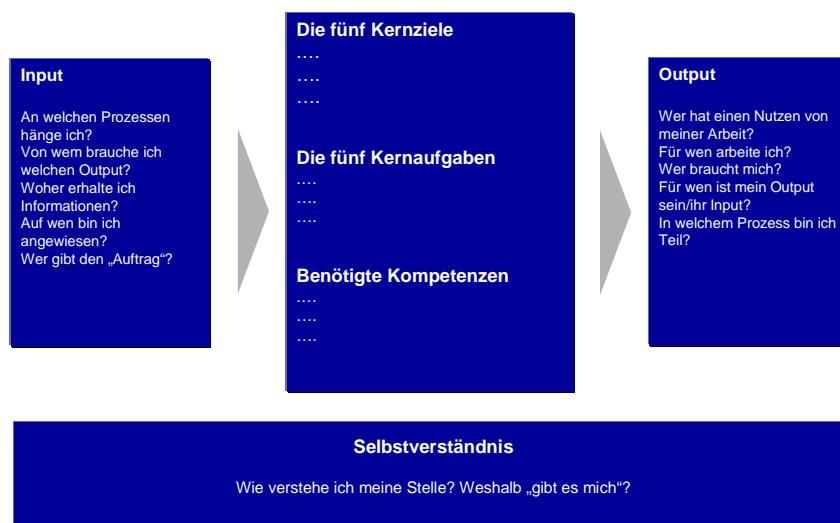 Input
An welchen Prozessen
hänge ich?
Von wem brauche ich
welchen Output?
Woher erhalte ich
Informationen?
Auf wen bin ich
angewiesen?
Wer gibt den „Auftrag“?
Die fünf Kernziele
....
....
....
Die fünf Kernaufgaben
....
....
....
Benötigte Kompetenzen
....
....
....
Output
Wer hat einen Nutzen von
meiner Arbeit?
Für wen arbeite ich?
Wer braucht mich?
Für wen ist mein Output
sein/ihr Input?
In welchem Prozess bin ich
Teil?
Selbstverständnis
Wie verstehe ich meine Stelle? Weshalb „gibt es mich“?